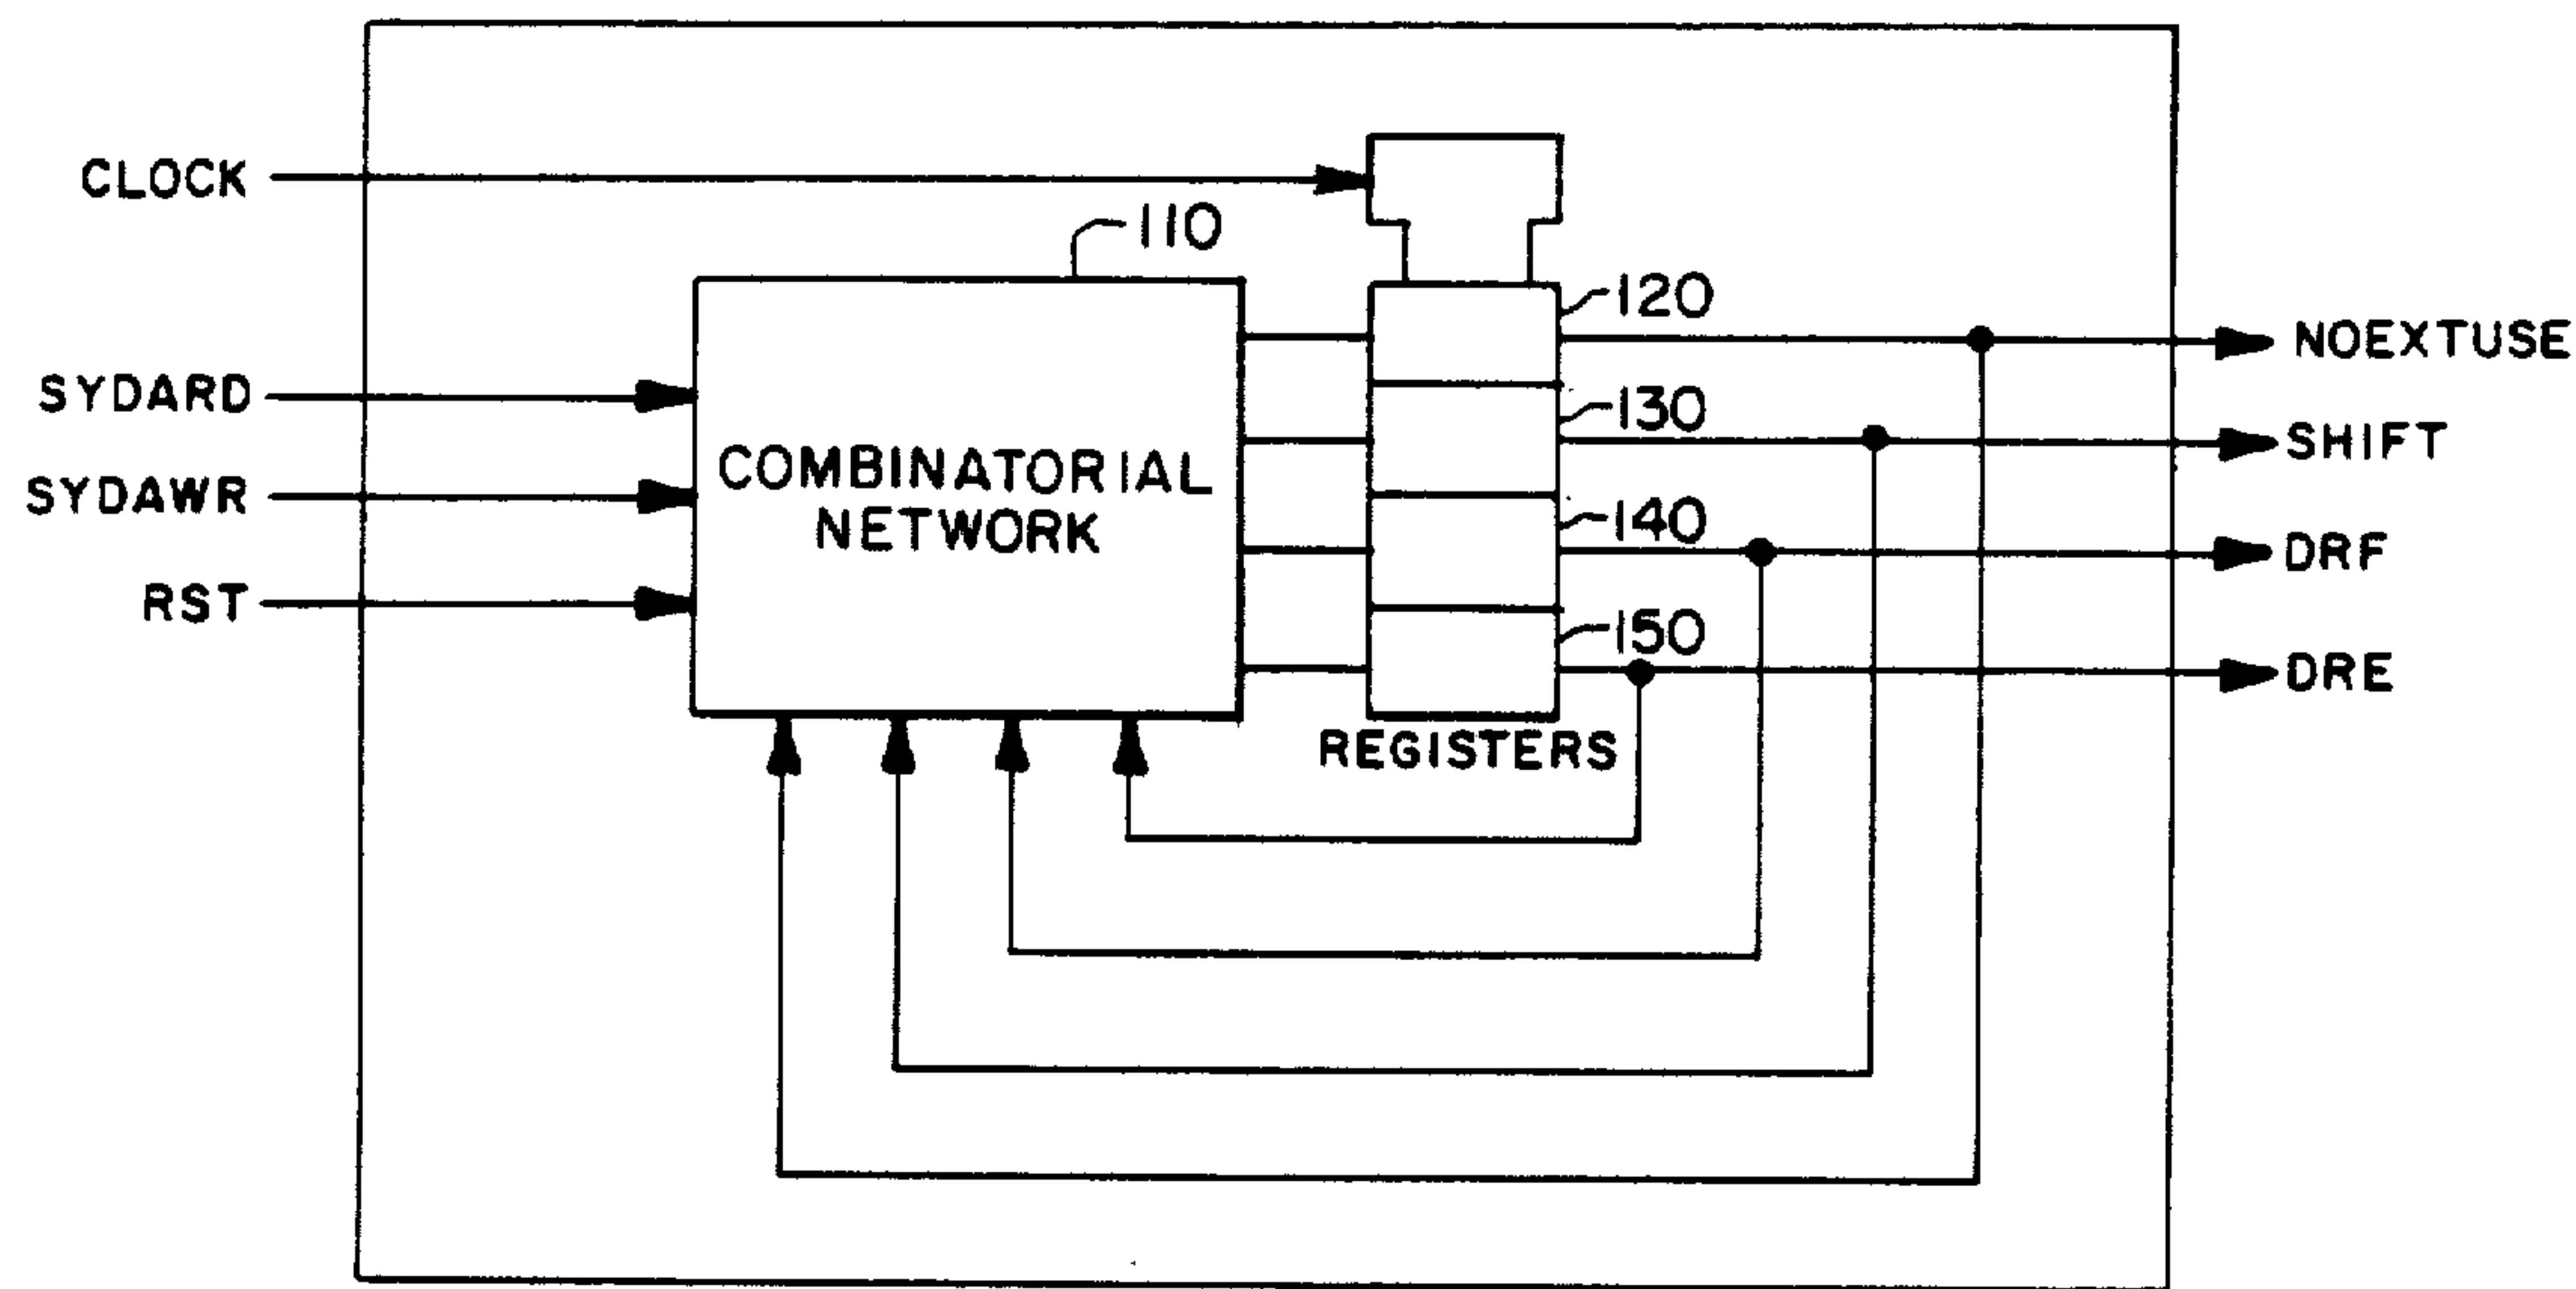 CLOCK
110
120
NOEXTUSE
SYDARD
130
SHIFT
COMBINATORIAL
NETWORK
SYDAWR
140
DRF
RST
150
DRE
REGISTERS